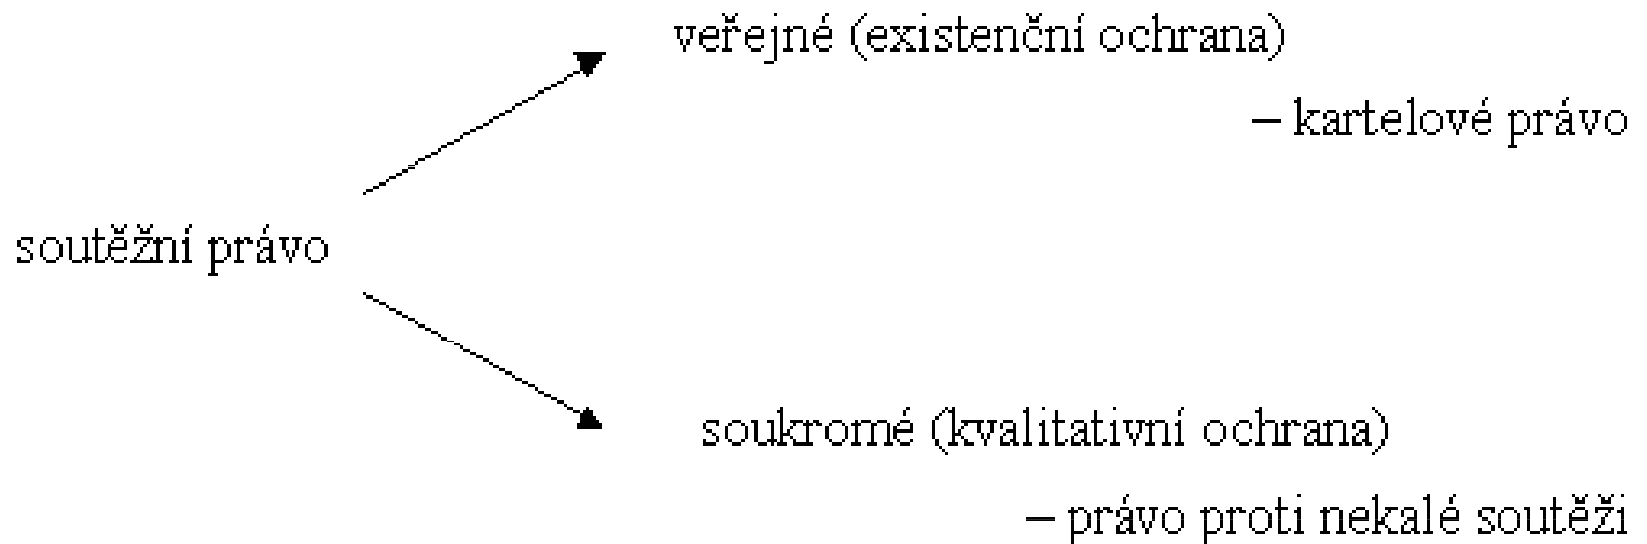 veřejné (existenční ochrana)
– kartelové právo
soutěžní právo
soukromé (kvalitativní ochrana)
– právo proti nekalé soutěži